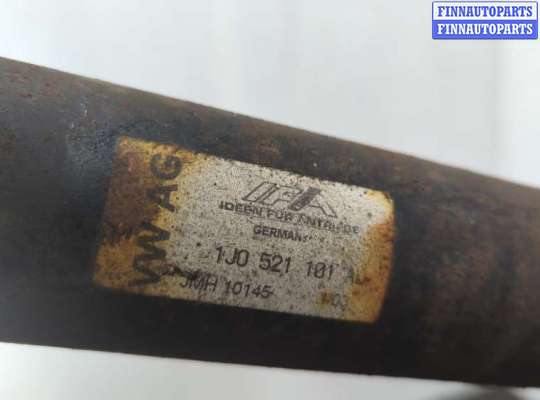 FINNAUTOPARTS
FINNAUTOPARTS
VW AG
IFA
IDEEN FÜR ANTRIEBE
GERMANY
1J0 521 101
JMH 10145